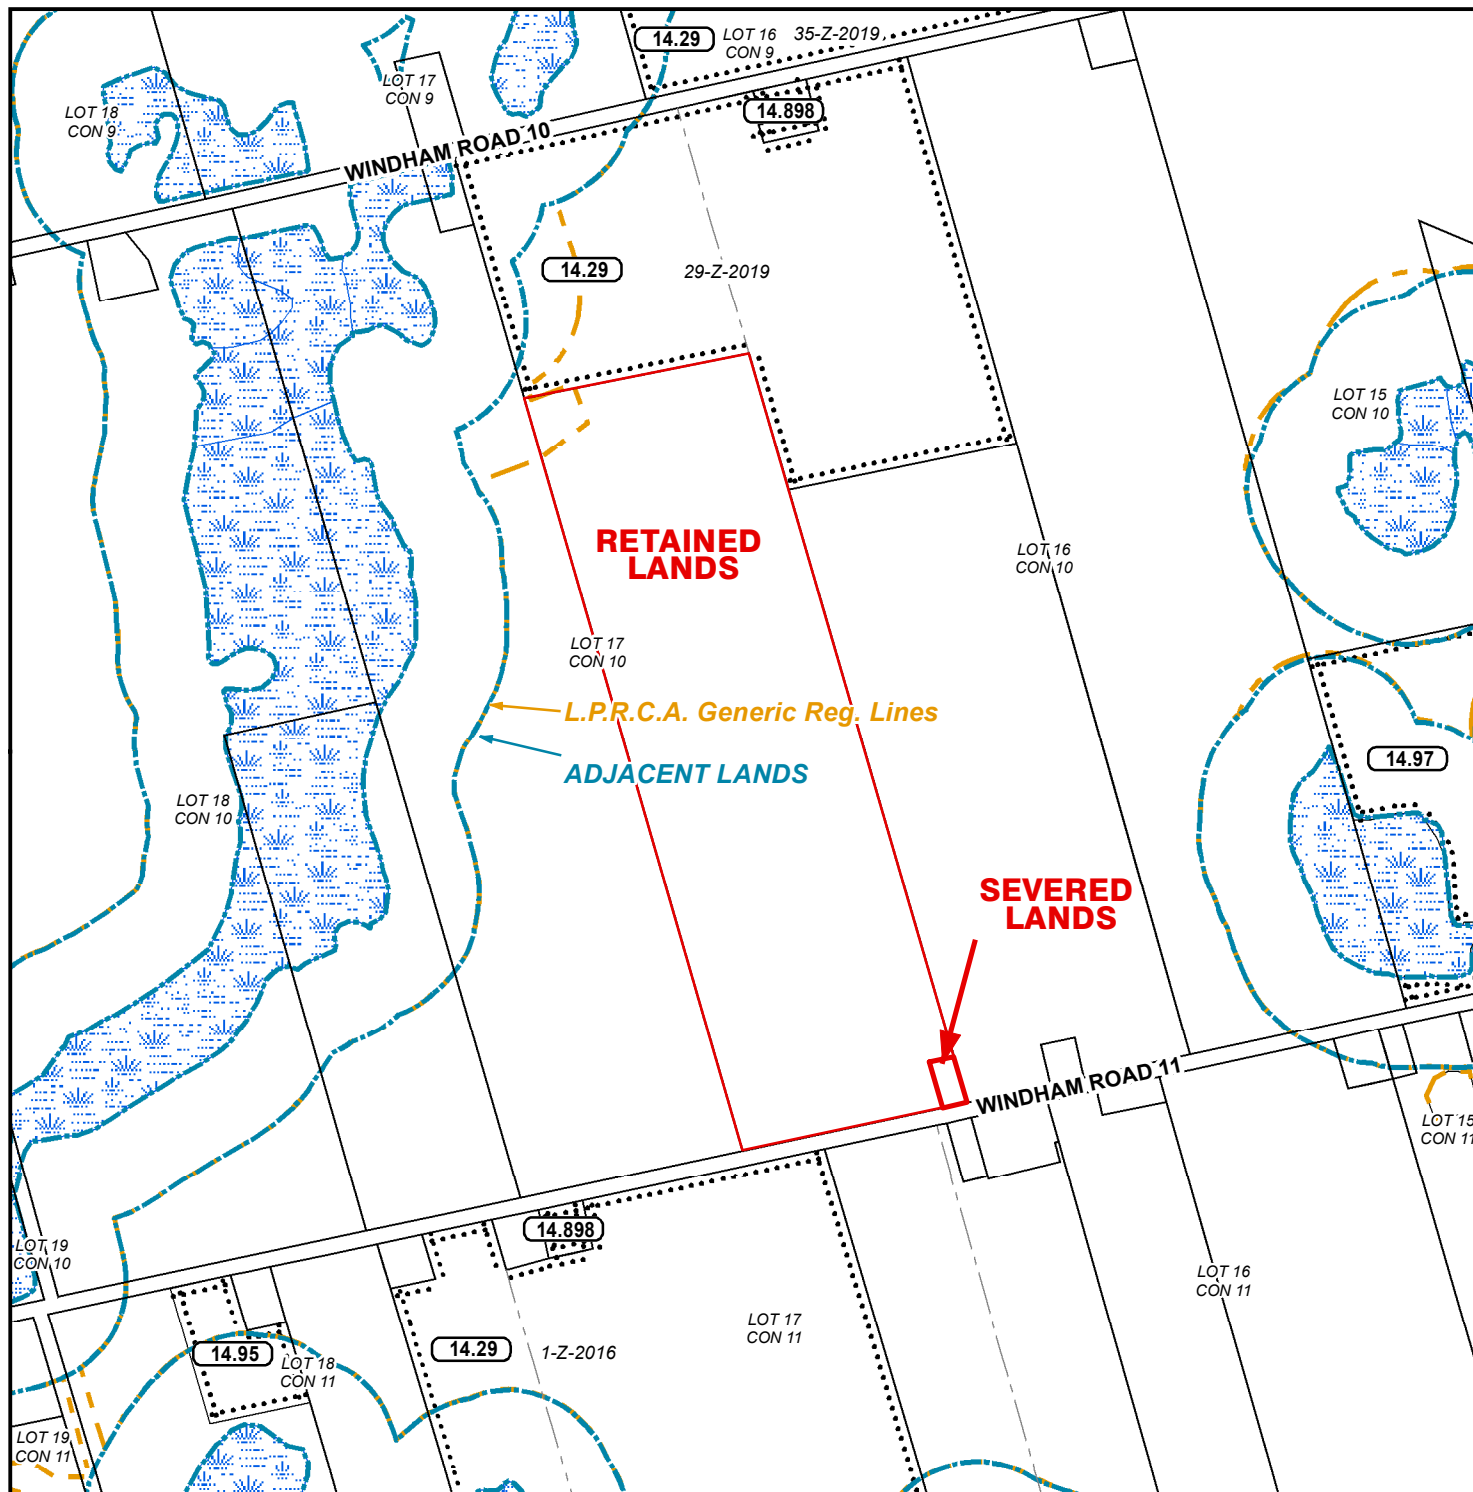 14.29
LOT 16
CON 9
35-Z-2019
LOT 17
CON 9
LOT 18
CON 9
14.898
WINDHAM ROAD 10
14.29
29-Z-2019
LOT 15
CON 10
RETAINED
LANDS
LOT 16
CON 10
LOT 17
CON 10
L.P.R.C.A. Generic Reg. Lines
ADJACENT LANDS
14.97
LOT 18
CON 10
SEVERED
LANDS
WINDHAM ROAD 11
LOT 15
CON 11
14.898
LOT 19
CON 10
LOT 16
CON 11
LOT 17
CON 11
14.95
14.29
1-Z-2016
LOT 18
CON 11
LOT 19
CON 11